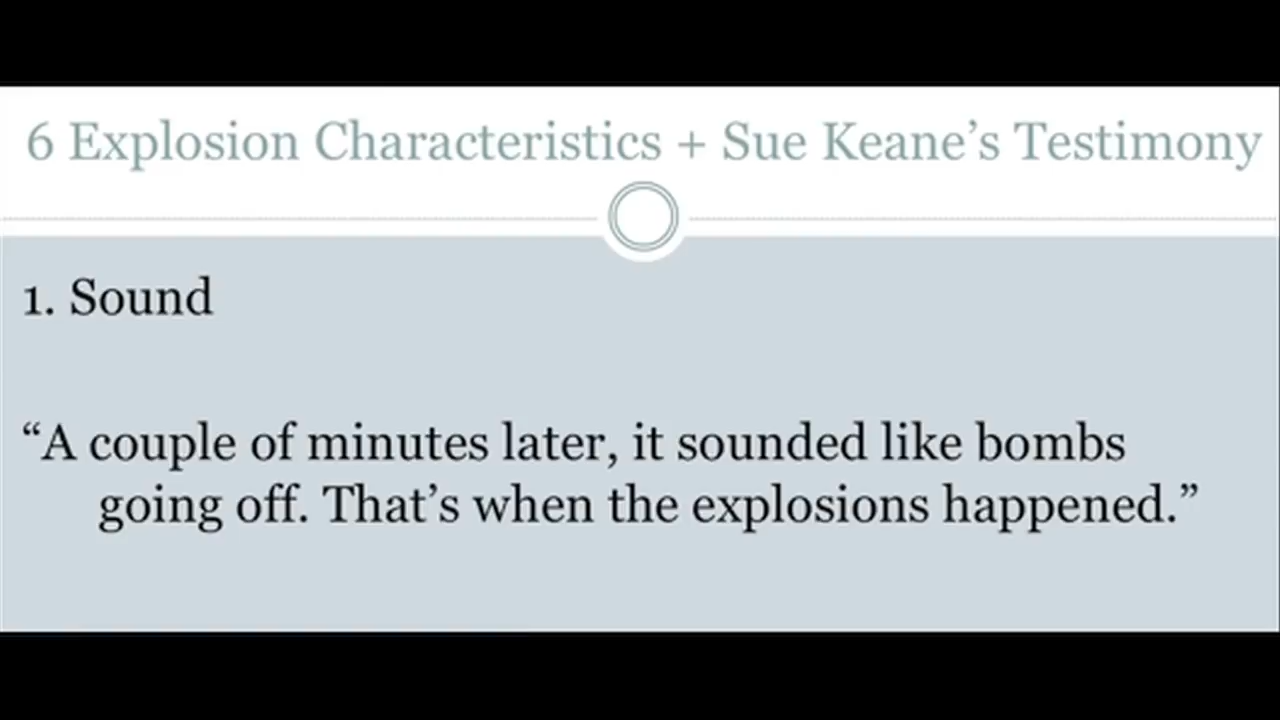 6 Explosion Characteristics + Sue Keane’s Testimony
1. Sound
“A couple of minutes later, it sounded like bombs
going off. That’s when the explosions happened.”